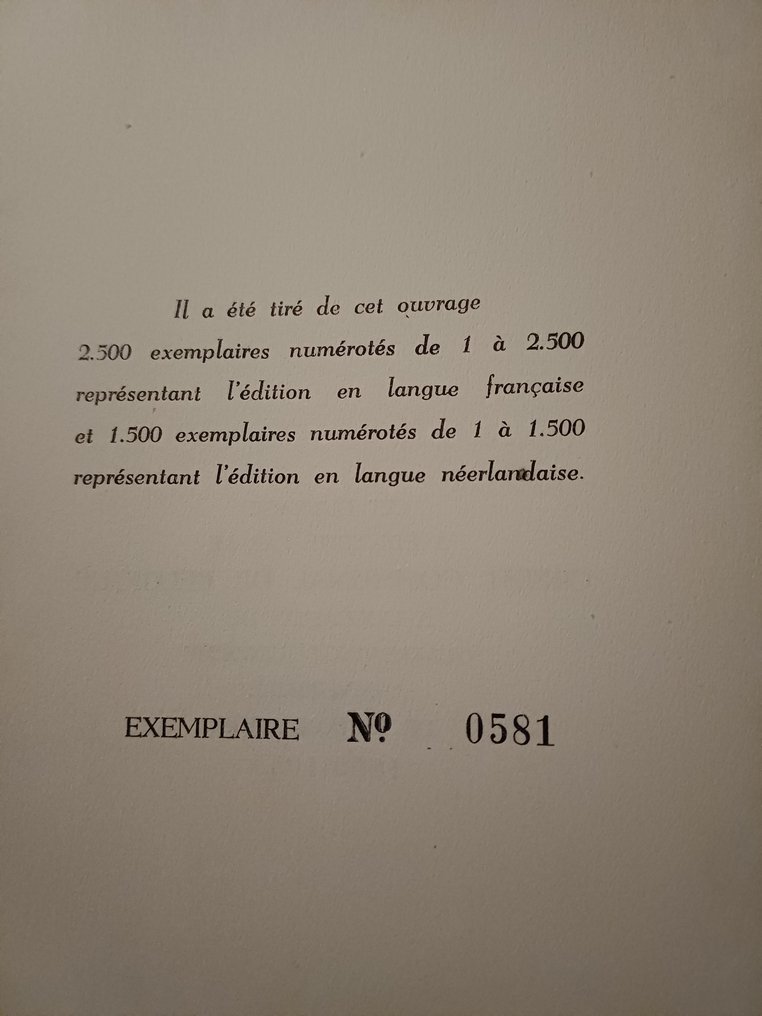 Il a été tiré de cet ouvrage
2.500 exemplaires numérotés de 1 à 2.500
représentant l'édition en langue française
et 1.500 exemplaires numérotés de 1 à 1.500
représentant l'édition en langue néerlandaise.
EXEMPLAIRE Nº 0581